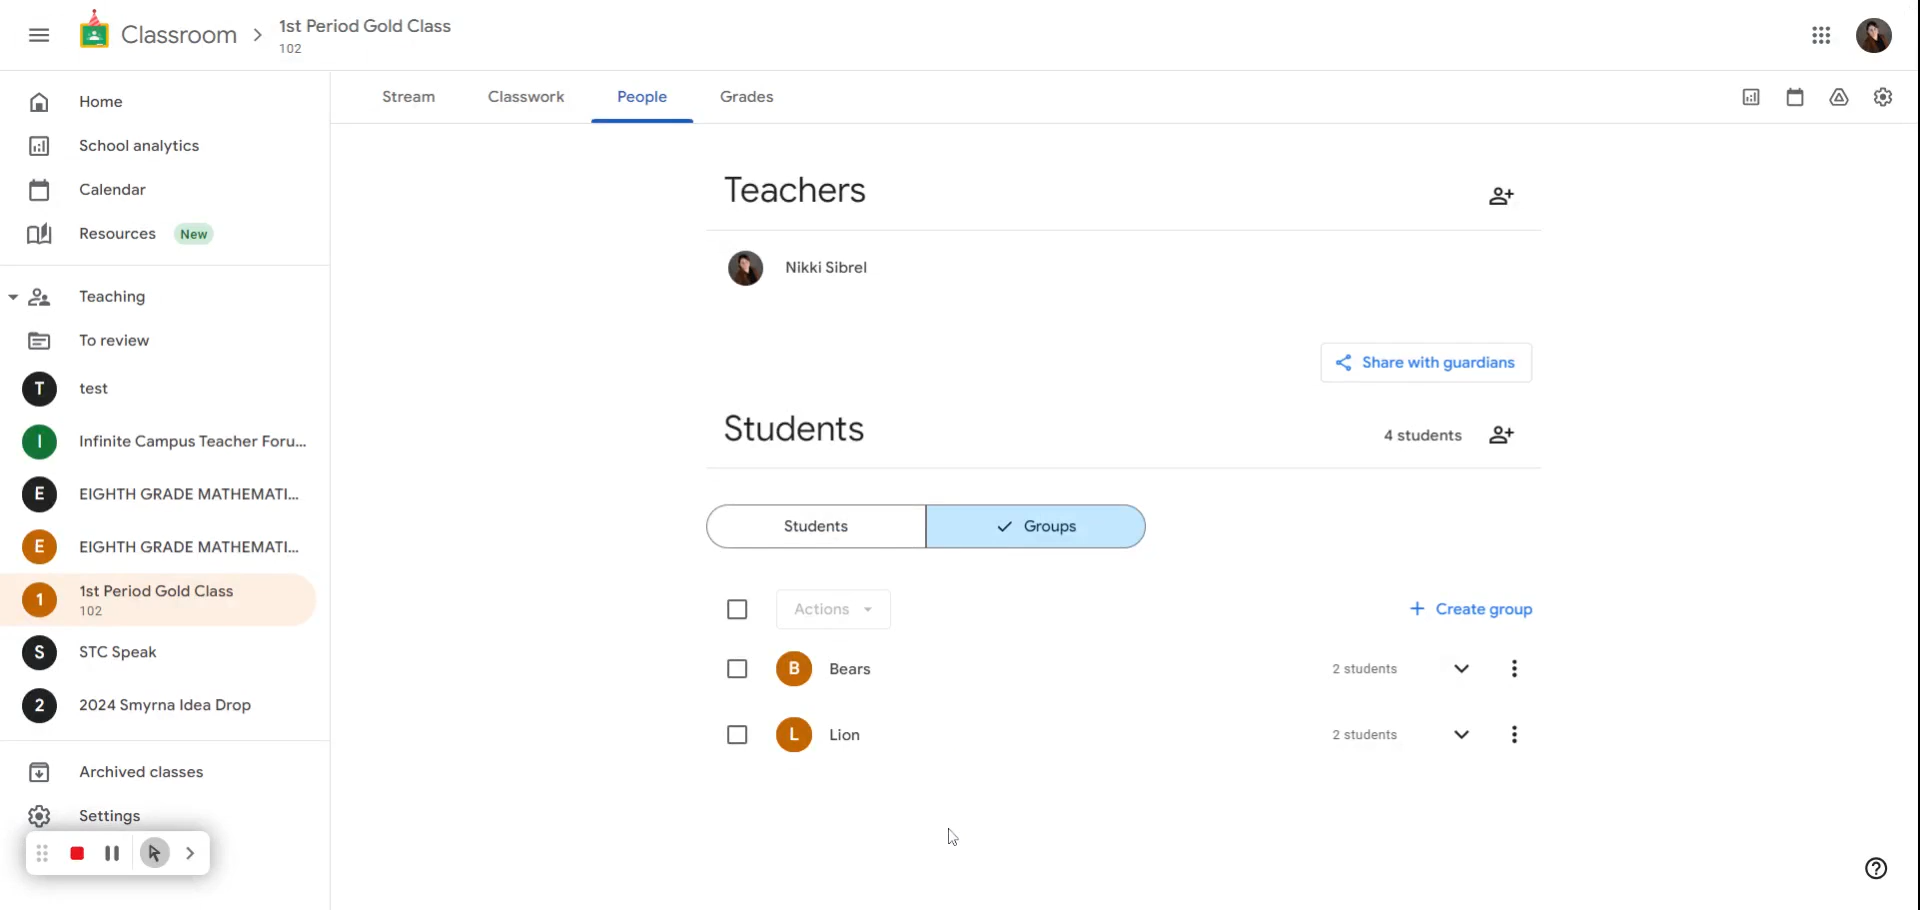 Classroom
1st Period Gold Class
102
Home
School analytics
Calendar
Resources New
Teaching
To review
T test
I Infinite Campus Teacher Foru...
E EIGHTH GRADE MATHEMATI...
E EIGHTH GRADE MATHEMATI...
1 1st Period Gold Class
102
S STC Speak
2 2024 Smyrna Idea Drop
Archived classes
Settings
Stream Classwork People Grades
Teachers
Nikki Sibrel
Share with guardians
Students 4 students
Students Groups
Actions + Create group
B Bears 2 students
L Lion 2 students